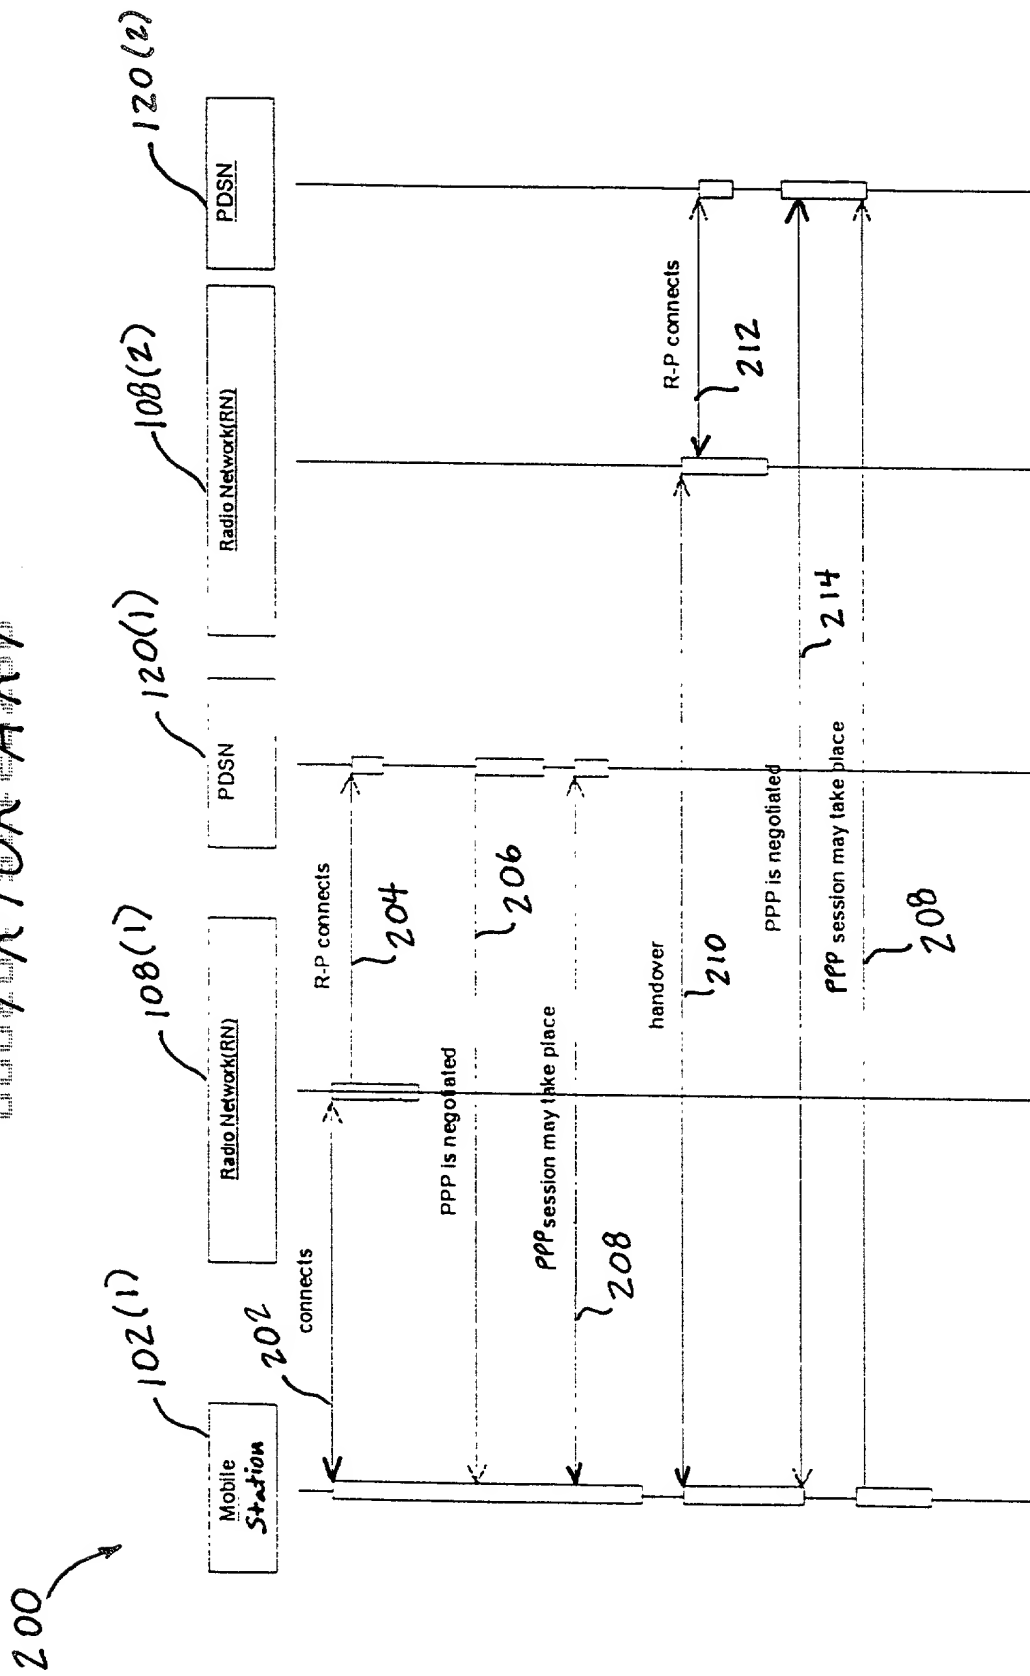 200
102(1)
108(1)
120(1)
108(2)
120(2)
Mobile
Station
Radio Network(RN)
PDSN
Radio Network(RN)
PDSN
202
connects
R-P connects
204
PPP is negotiated
206
PPP session may take place
208
handover
210
R-P connects
212
PPP is negotiated
214
PPP session may take place
208